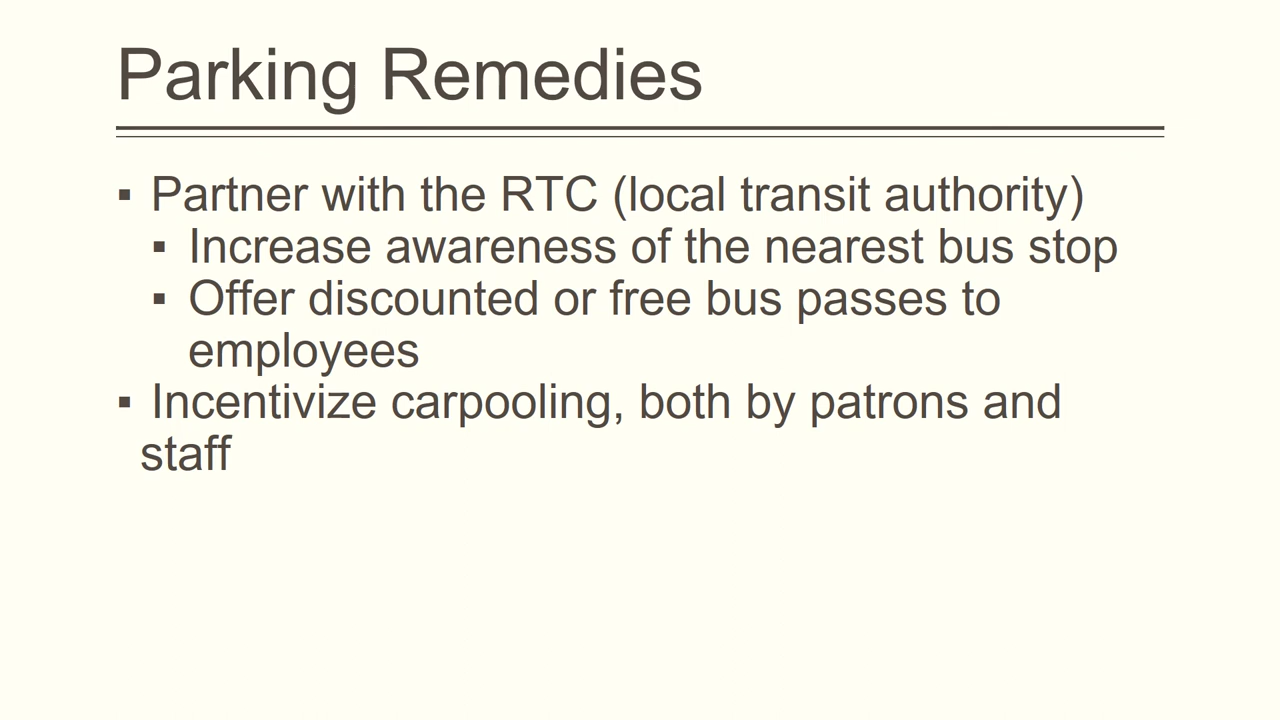 Parking Remedies
▪ Partner with the RTC (local transit authority)
▪ Increase awareness of the nearest bus stop
▪ Offer discounted or free bus passes to
employees
▪ Incentivize carpooling, both by patrons and
staff